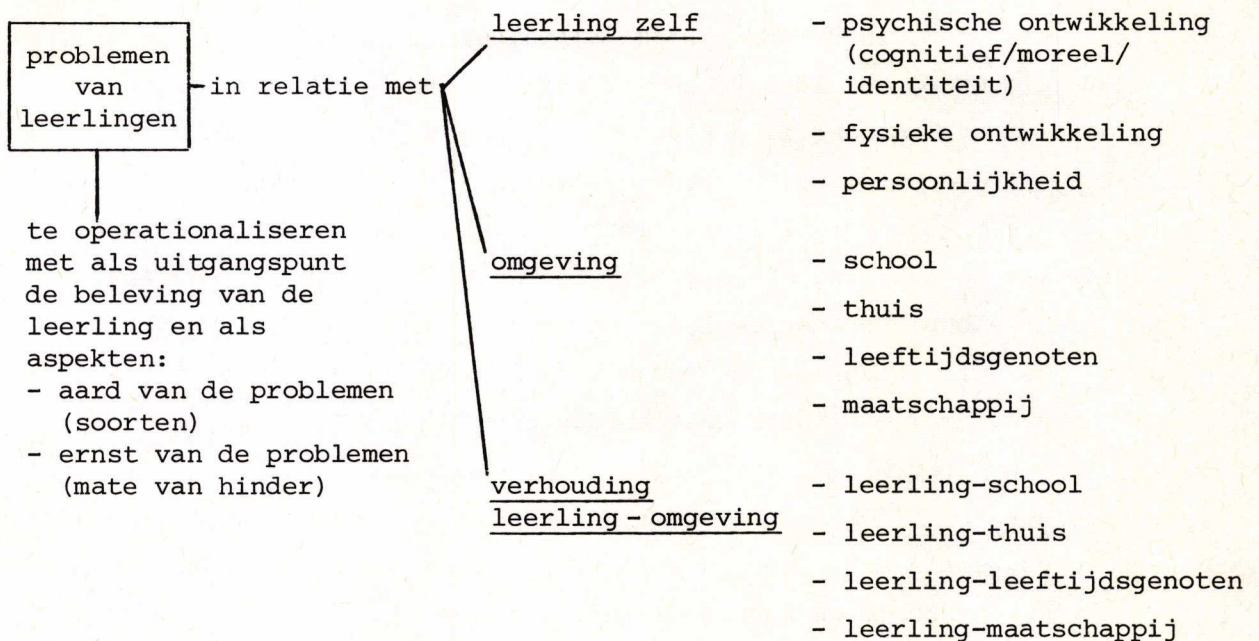 problemen
van
leerlingen
in relatie met
te operationaliseren
met als uitgangspunt
de beleving van de
leerling en als
aspekten:
- aard van de problemen
(soorten)
- ernst van de problemen
(mate van hinder)
leerling zelf
- psychische ontwikkeling
(cognitief/moreel/
identiteit)
- fysieke ontwikkeling
- persoonlijkheid
omgeving
- school
- thuis
- leeftijdsgenoten
- maatschappij
verhouding
leerling - omgeving
- leerling-school
- leerling-thuis
- leerling-leeftijdsgenoten
- leerling-maatschappij